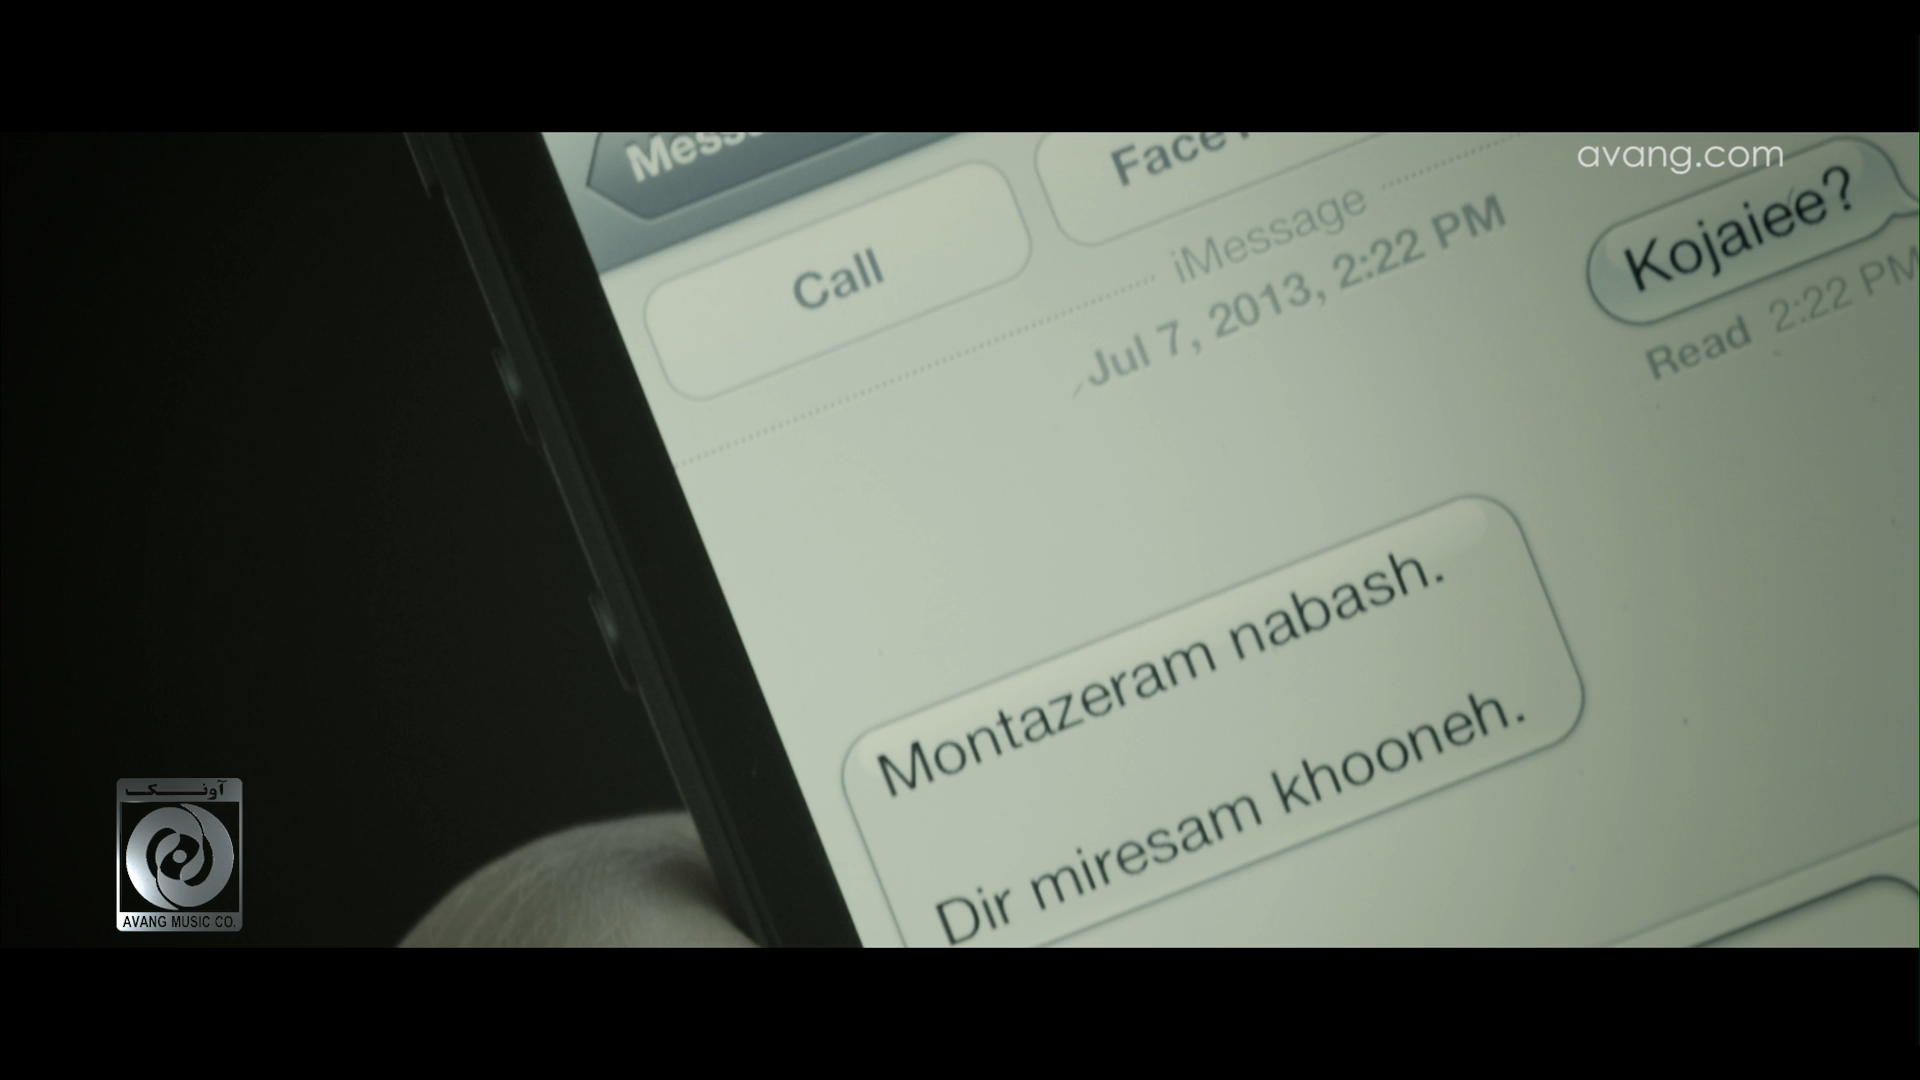 avang.com
Call
iMessage
Jul 7, 2013, 2:22 PM
Kojaiee?
Read 2:22 PM
Montazeram nabash.
Dir miresam khooneh.
آونـــک
AVANG MUSIC CO.